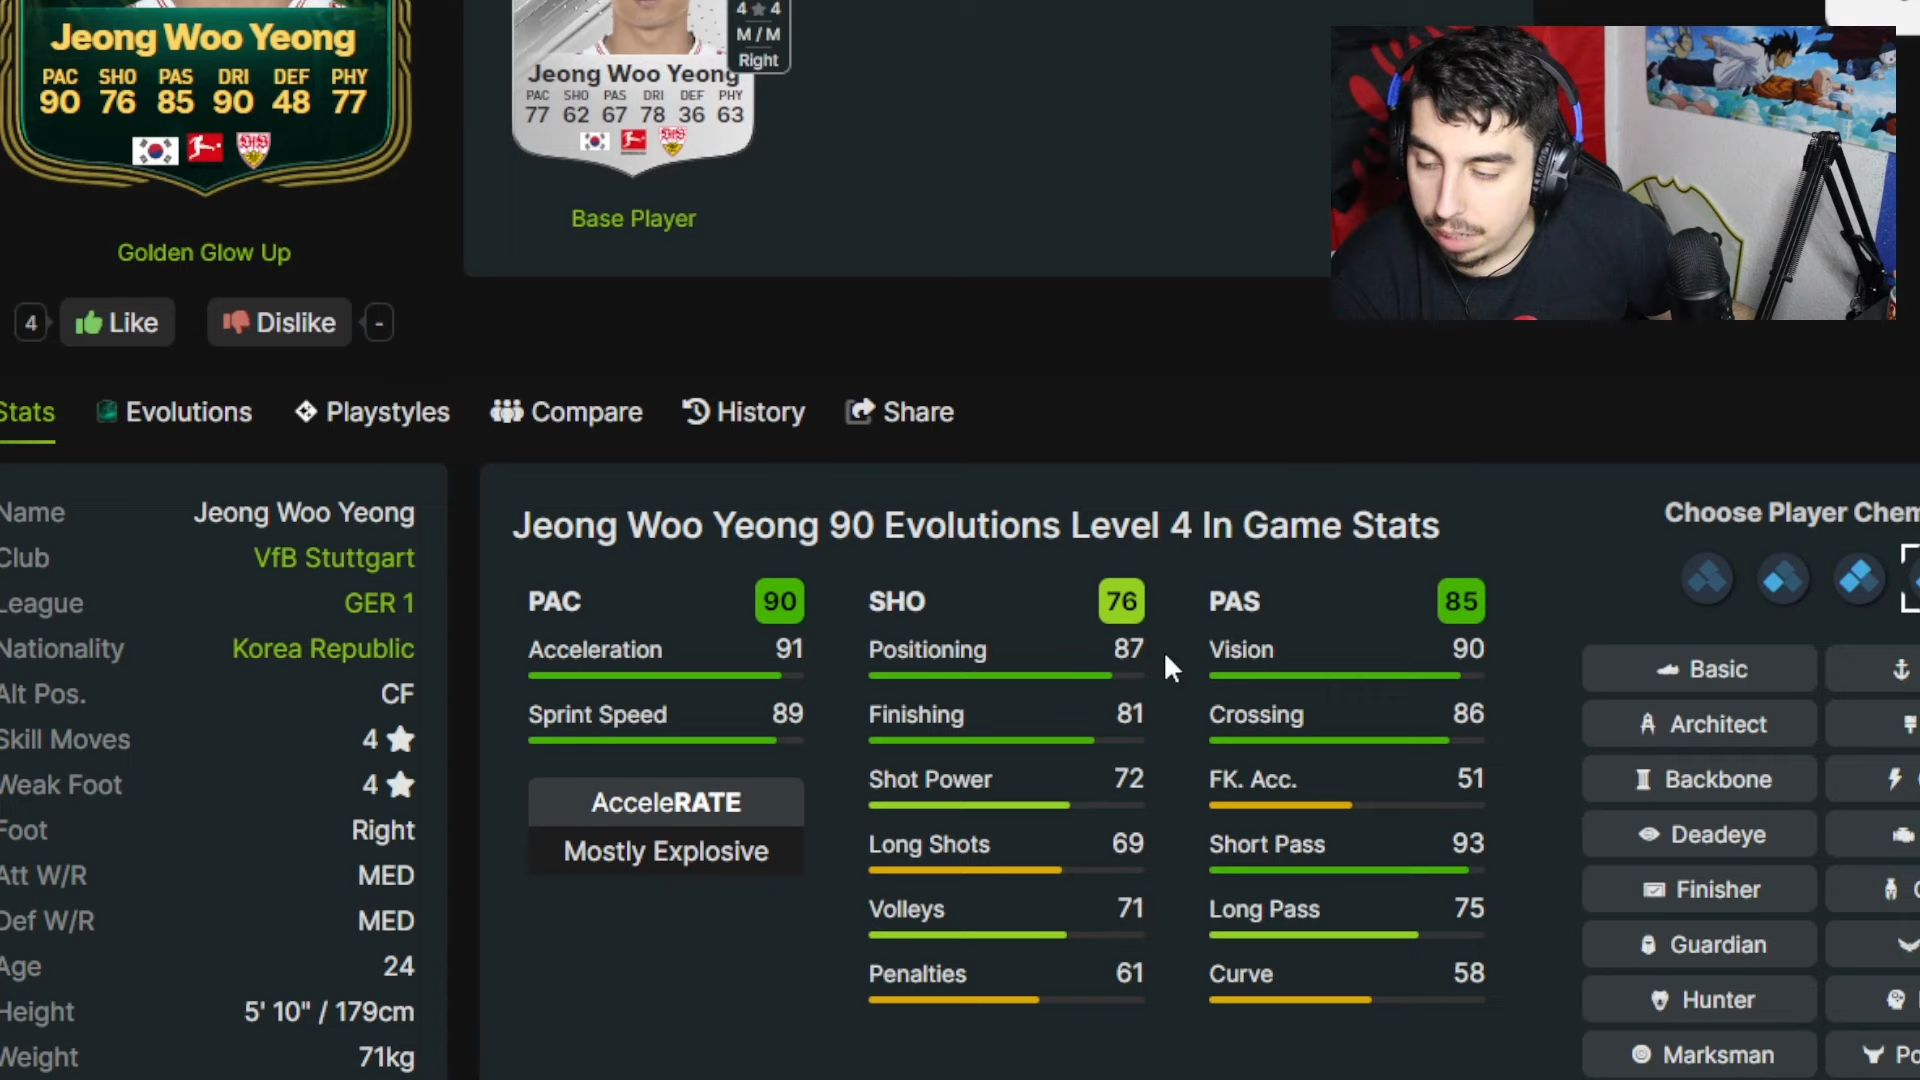 Jeong Woo Yeong
PAC SHO PAS DRI DEF PHY
90 76 85 90 48 77
Golden Glow Up
4 Like Dislike -
4 ★ 4
M / M
Right
Jeong Woo Yeong
PAC SHO PAS DRI DEF PHY
77 62 67 78 36 63
Base Player
Stats Evolutions Playstyles Compare History Share
Name Jeong Woo Yeong
Club VfB Stuttgart
League GER 1
Nationality Korea Republic
Alt Pos. CF
Skill Moves 4 ★
Weak Foot 4 ★
Foot Right
Att W/R MED
Def W/R MED
Age 24
Height 5' 10" / 179cm
Weight 71kg
Jeong Woo Yeong 90 Evolutions Level 4 In Game Stats
PAC 90
Acceleration 91
Sprint Speed 89
AcceleRATE
Mostly Explosive
SHO 76
Positioning 87
Finishing 81
Shot Power 72
Long Shots 69
Volleys 71
Penalties 61
PAS 85
Vision 90
Crossing 86
FK. Acc. 51
Short Pass 93
Long Pass 75
Curve 58
Choose Player Chem
Basic
Architect
Backbone
Deadeye
Finisher
Guardian
Hunter
Marksman
Po